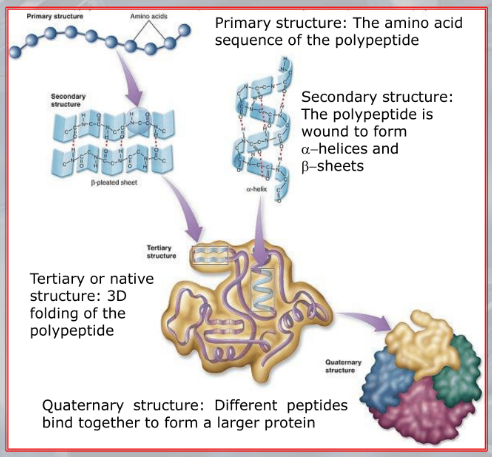 Primary structure
Amino acids
Primary structure: The amino acid
sequence of the polypeptide
Secondary
structure
β-pleated sheet
α-helix
Secondary structure:
The polypeptide is
wound to form
α−helices and
β−sheets
Tertiary
structure
Tertiary or native
structure: 3D
folding of the
polypeptide
Quaternary
structure
Quaternary structure: Different peptides
bind together to form a larger protein